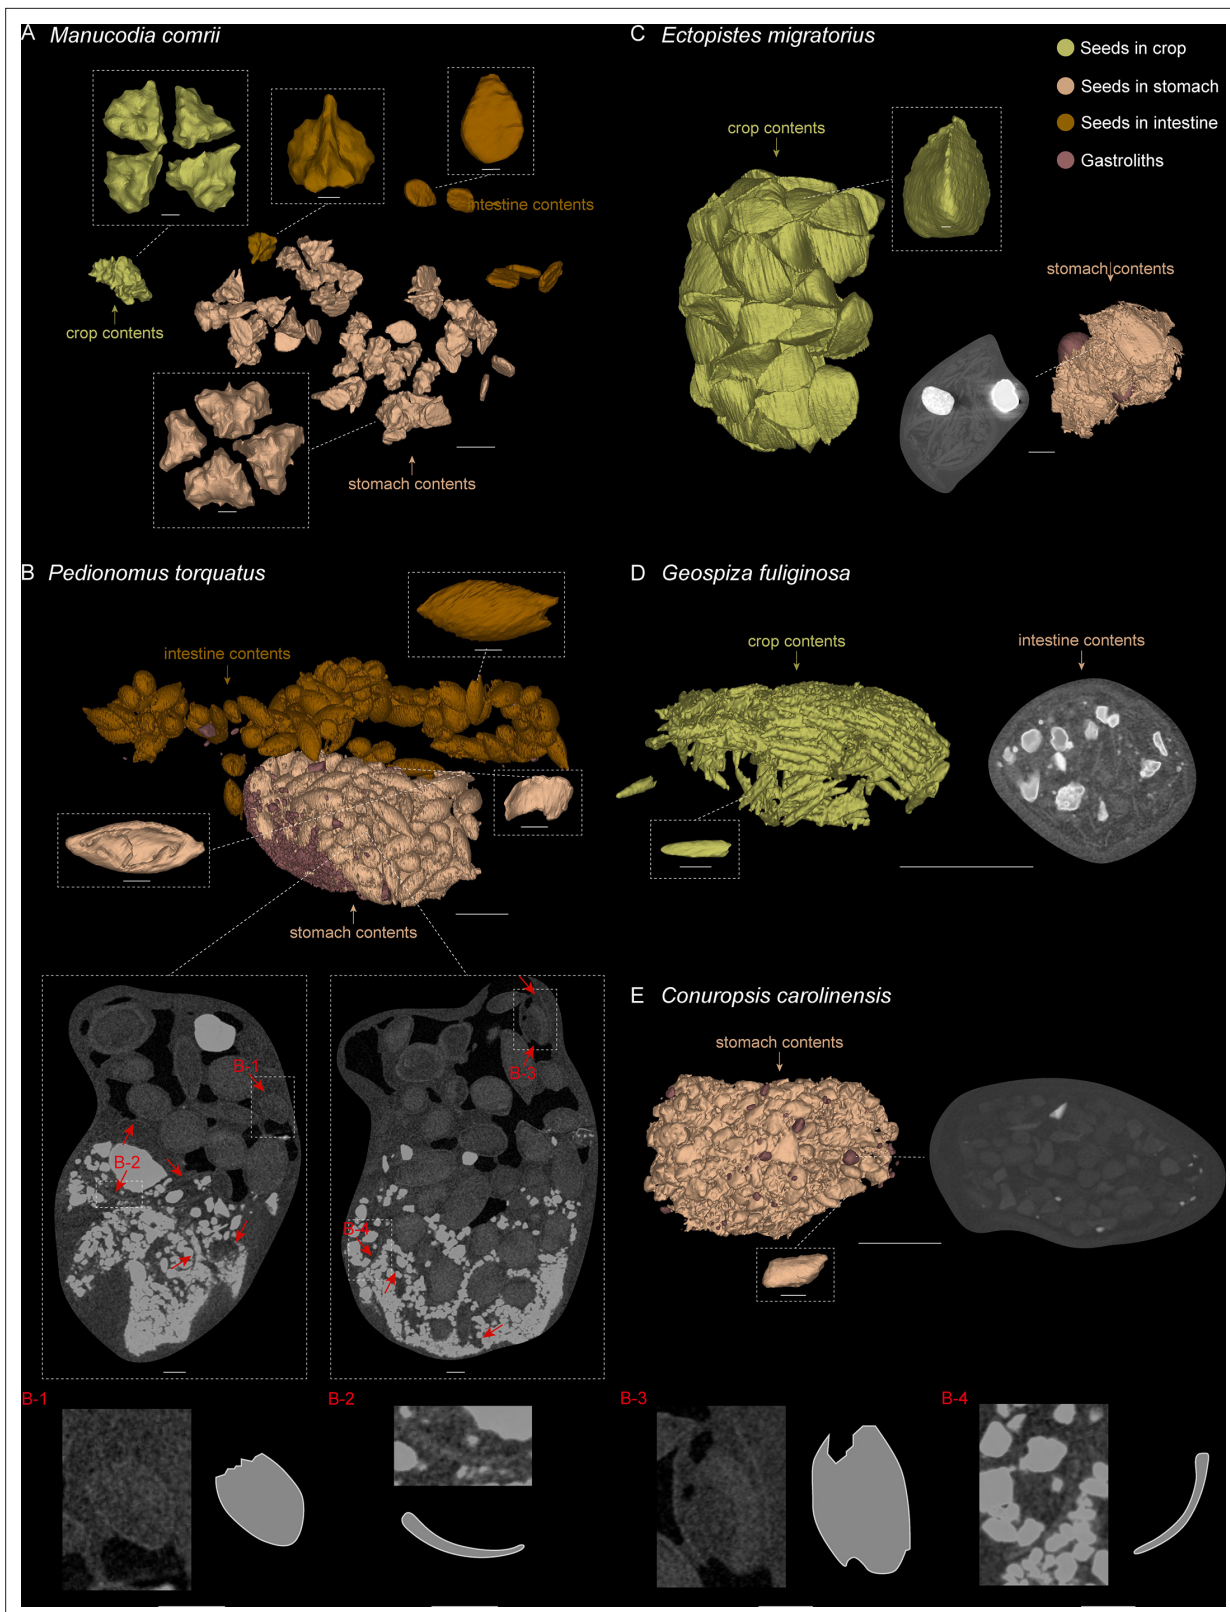 A Manucodia comrii
crop contents
intestine contents
stomach contents
C Ectopistes migratorius
crop contents
stomach contents
Seeds in crop
Seeds in stomach
Seeds in intestine
Gastroliths
B Pedionomus torquatus
intestine contents
stomach contents
B-1
B-2
B-3
B-4
D Geospiza fuliginosa
crop contents
intestine contents
E Conuropsis carolinensis
stomach contents
B-1
B-2
B-3
B-4